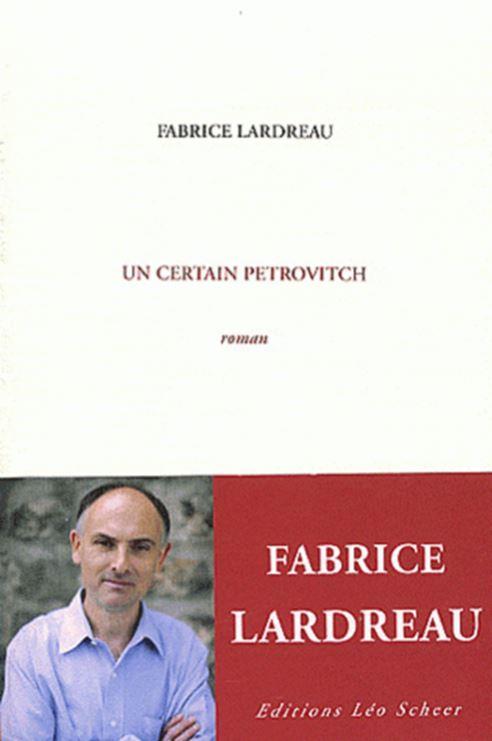 FABRICE LARDREAU
UN CERTAIN PETROVITCH
roman
FABRICE
LARDREAU
Editions Léo Scheer